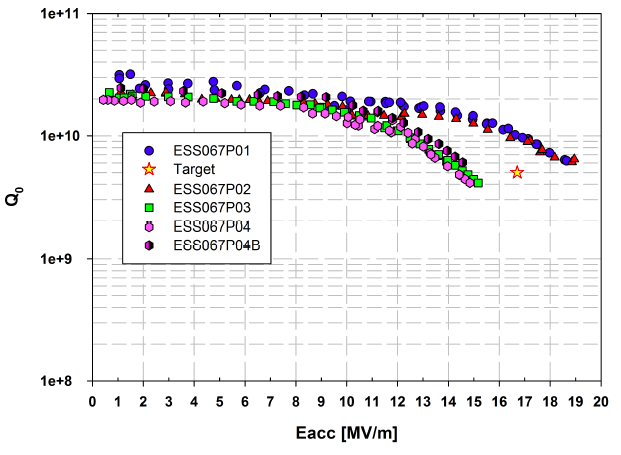 1e+11
1e+10
1e+9
1e+8
Q0
ESS067P01
Target
ESS067P02
ESS067P03
ESS067P04
ESS067P04B
0 1 2 3 4 5 6 7 8 9 10 11 12 13 14 15 16 17 18 19 20
Eacc [MV/m]